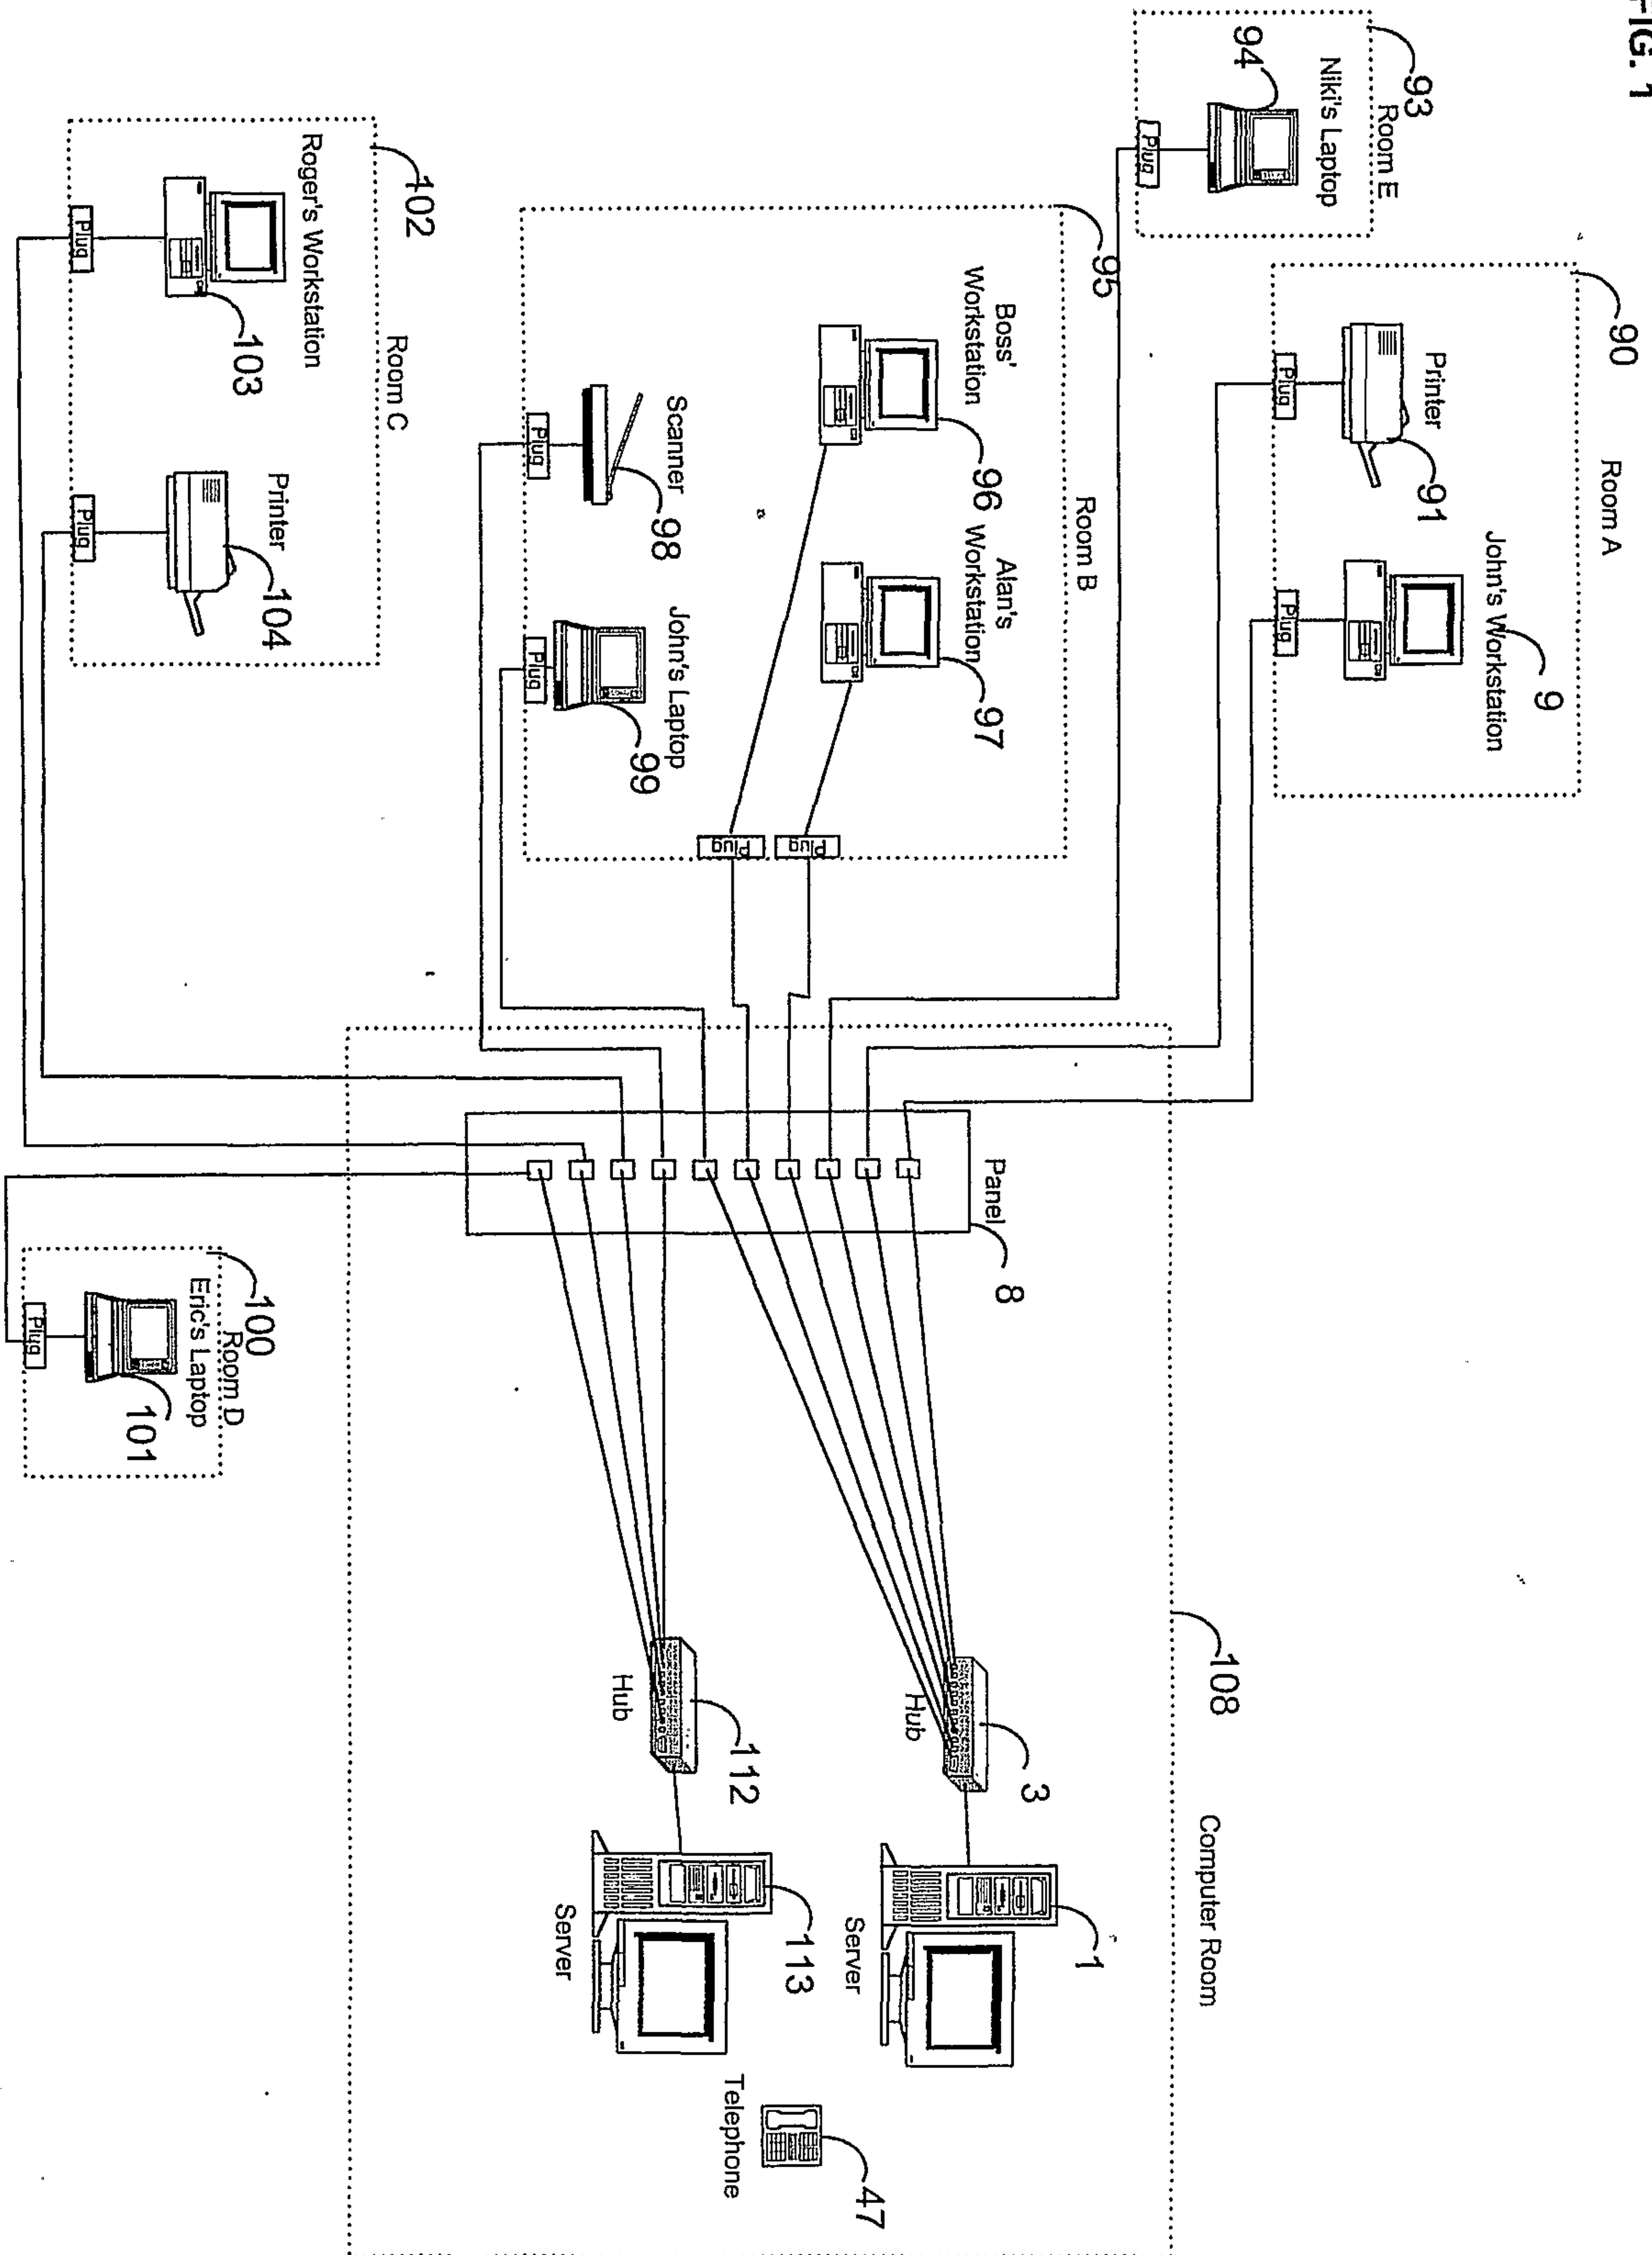 FIG. 1
93
Room E
94
Niki's Laptop
Plug
90
Room A
Printer
91
Plug
John's Workstation
9
Plug
95
Room B
Boss'
Workstation
96
Alan's
Workstation
97
Plug
Plug
Scanner
98
Plug
John's Laptop
99
Plug
102
Room C
Roger's Workstation
103
Plug
Printer
104
Plug
100
Room D
Eric's Laptop
101
Plug
108
Computer Room
Panel
8
Hub
3
Hub
112
Server
1
Server
113
Telephone
47